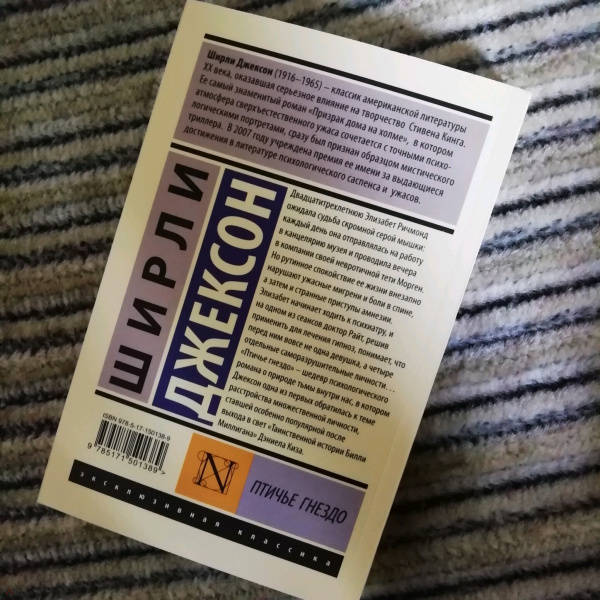 Ширли Джексон (1916–1965) – классик американской литературы
XX века, оказавшая серьезное влияние на творчество Стивена Кинга.
Ее самый знаменитый роман «Призрак дома на холме», в котором
атмосфера сверхъестественного ужаса сочетается с точными психо-
логическими портретами, сразу был признан образцом мистического
триллера. В 2007 году учреждена премия ее имени за выдающиеся
достижения в литературе психологического саспенса и ужасов.
ШИРЛИ
ДЖЕКСОН
Двадцатитрехлетнюю Элизабет Ричмонд
ожидала судьба скромной серой мышки:
каждый день она отправлялась на работу
в канцелярию музея и проводила вечера
в компании своей невротичной тети Морген.
Но рутинное спокойствие ее жизни внезапно
нарушают ужасные мигрени и боли в спине,
а затем и странные приступы амнезии.
Элизабет начинает ходить к психиатру, и
на одном из сеансов доктор Райт, решив
применить для лечения гипноз, понимает, что
перед ним вовсе не одна девушка, а четыре
отдельные саморазрушительные личности...
«Птичье гнездо» – шедевр психологического
романа о природе тьмы внутри нас, в котором
Джексон одна из первых обратилась к теме
расстройства множественной личности,
ставшей особенно популярной после
выхода в свет «Таинственной истории Билли
Миллигана» Дэниела Киза.
ISBN 978-5-17-150138-9
9 785171 501389 >
N
ПТИЧЬЕ ГНЕЗДО
эксклюзивная классика